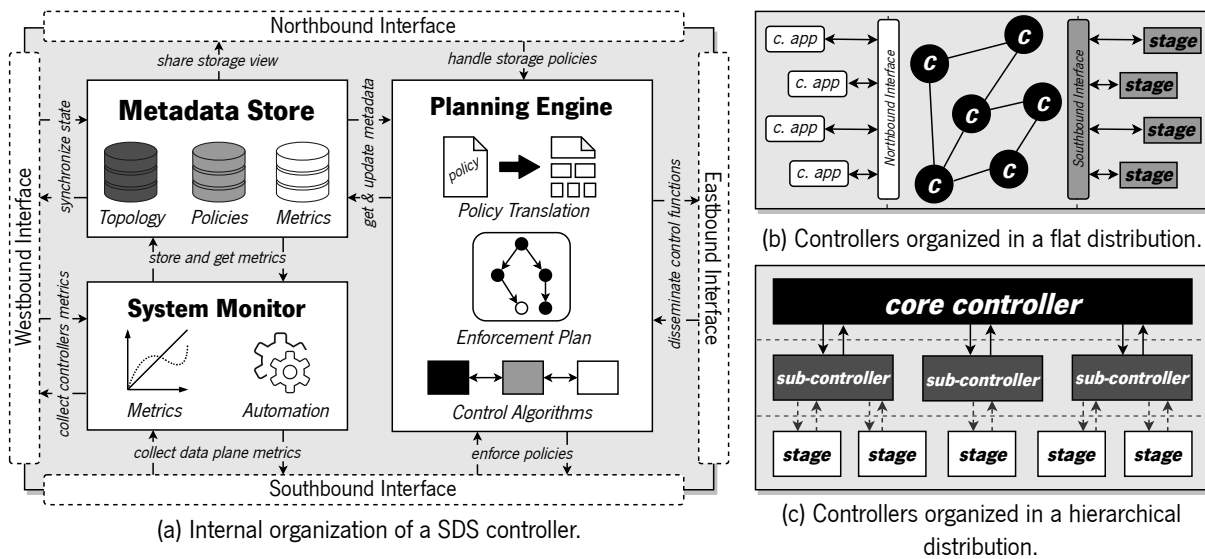 Northbound Interface
share storage view
handle storage policies
Westbound Interface
synchronize state
collect controllers metrics
Metadata Store
Topology
Policies
Metrics
get & update metadata
store and get metrics
System Monitor
Metrics
Automation
Planning Engine
policy
Policy Translation
Enforcement Plan
Control Algorithms
disseminate control functions
Eastbound Interface
collect data plane metrics
enforce policies
Southbound Interface
(a) Internal organization of a SDS controller.
c. app
c. app
c. app
c. app
Northbound Interface
C
C
C
C
C
C
Southbound Interface
stage
stage
stage
stage
(b) Controllers organized in a flat distribution.
core controller
sub-controller
sub-controller
sub-controller
stage
stage
stage
stage
stage
(c) Controllers organized in a hierarchical
distribution.